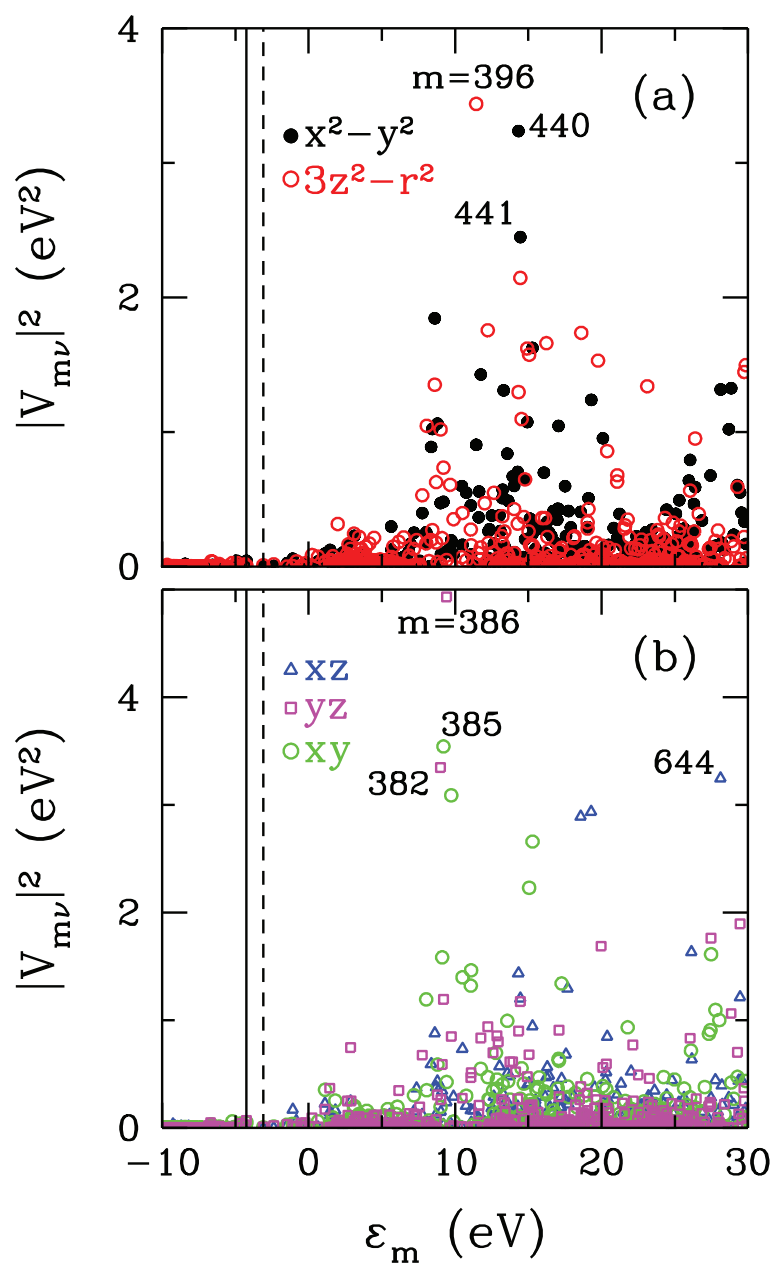 4
m=396
(a)
x²−y²
440
3z²−r²
441
|V_mν|² (eV²)
2
0
m=386
(b)
xz
4
yz
385
xy
644
382
|V_mν|² (eV²)
2
0
−10 0 10 20 30
ε_m (eV)